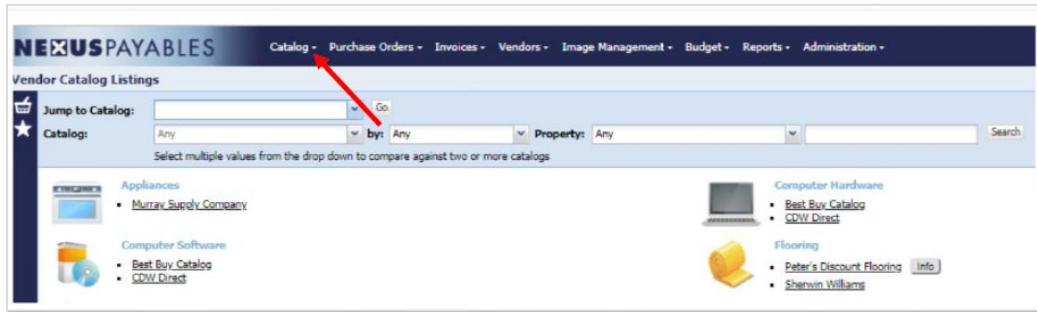 NEXUSPAYABLES Catalog Purchase Orders Invoices Vendors Image Management Budget Reports Administration
Vendor Catalog Listings
Jump to Catalog: Go
Catalog: Any by: Any Property: Any Search
Select multiple values from the drop down to compare against two or more catalogs
Appliances
Murray Supply Company
Computer Hardware
Best Buy Catalog
CDW Direct
Computer Software
Best Buy Catalog
CDW Direct
Flooring
Peter's Discount Flooring Info
Sherwin Williams